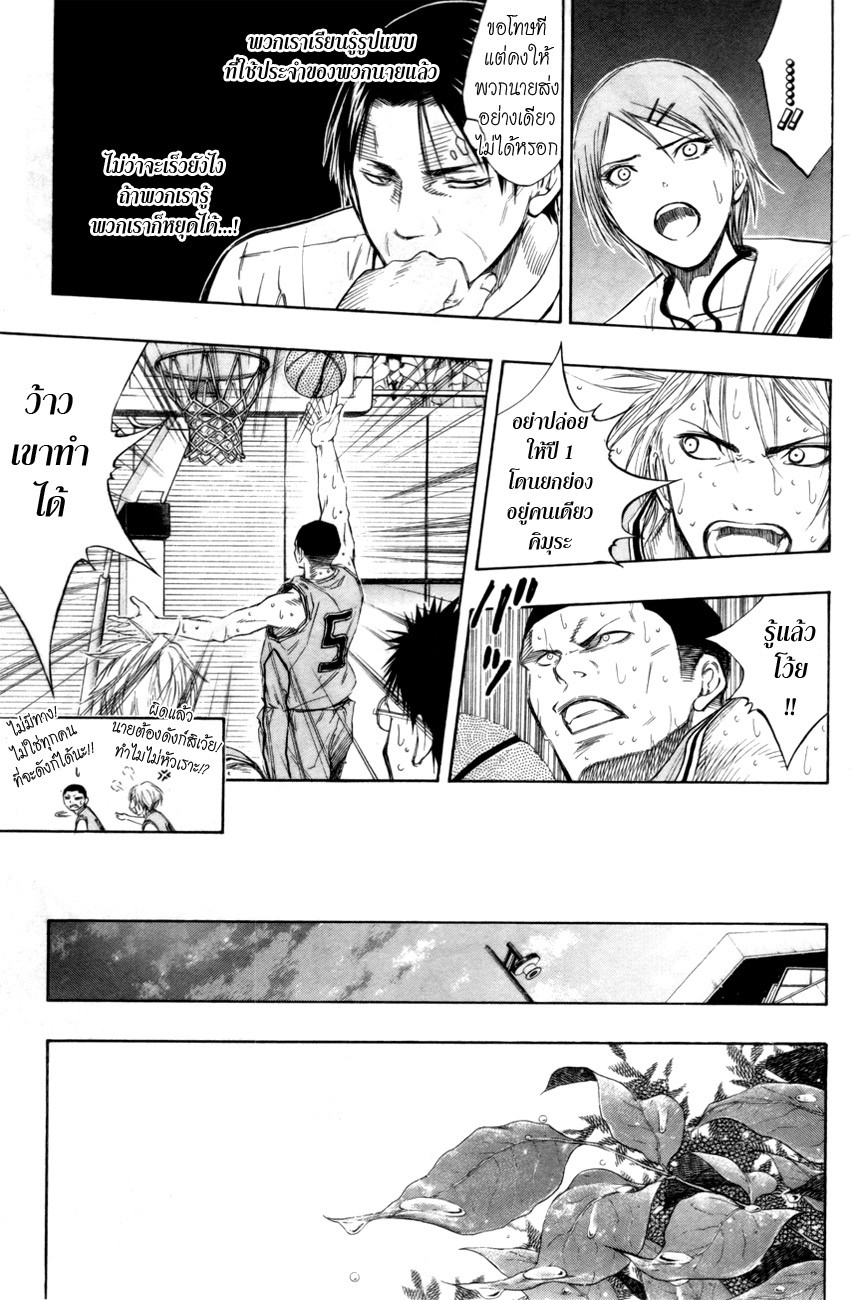 ......!!
ขอโทษที
แต่คงให้
พวกนายส่ง
อย่างเดียว
ไม่ได้หรอก
พวกเราเรียนรู้รูปแบบ
ที่ใช้ประจำของพวกนายแล้ว
ไม่ว่าจะเร็วยังไง
ถ้าพวกเรารู้
พวกเราก็หยุดได้...!
อย่าปล่อย
ให้ปี 1
โดนยกย่อง
อยู่คนเดียว
คิมุระ
ว้าว
เขาทำ
ได้
5
รู้แล้ว
โว้ย
!!
ผิดแล้ว
นายต้องดังก์สิเว้ย!
ทำไมไม่หัวเราะ!?
ไม่มีทาง!
ไม่ใช่ทุกคน
ที่จะดังก์ได้นะ!!